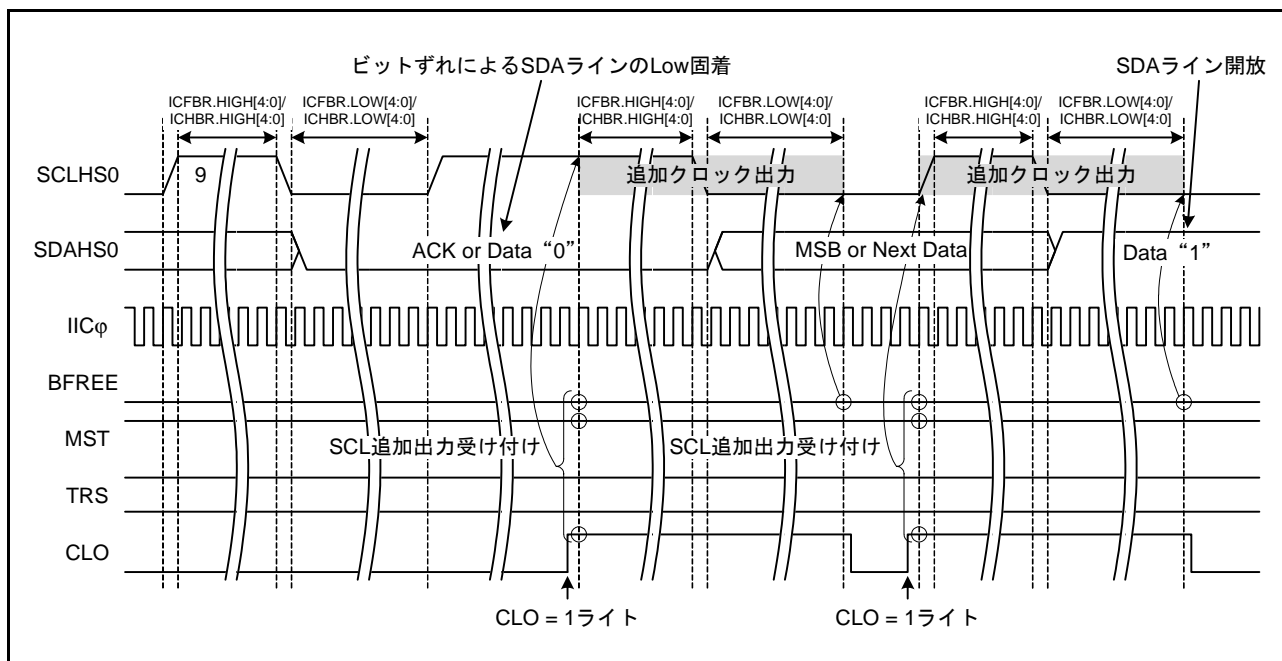 ビットずれによるSDAラインのLow固着
SDAライン開放
ICFBR.HIGH[4:0]/
ICHBR.HIGH[4:0]
ICFBR.LOW[4:0]/
ICHBR.LOW[4:0]
ICFBR.HIGH[4:0]/
ICHBR.HIGH[4:0]
ICFBR.LOW[4:0]/
ICHBR.LOW[4:0]
ICFBR.HIGH[4:0]/
ICHBR.HIGH[4:0]
ICFBR.LOW[4:0]/
ICHBR.LOW[4:0]
SCLHS0
9
追加クロック出力
追加クロック出力
SDAHS0
ACK or Data “0”
MSB or Next Data
Data “1”
IICφ
BFREE
MST
SCL追加出力受け付け
SCL追加出力受け付け
TRS
CLO
CLO = 1ライト
CLO = 1ライト